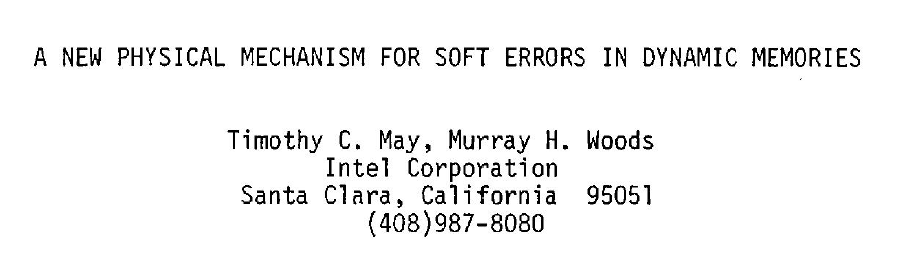 A NEW PHYSICAL MECHANISM FOR SOFT ERRORS IN DYNAMIC MEMORIES
Timothy C. May, Murray H. Woods
Intel Corporation
Santa Clara, California 95051
(408)987-8080